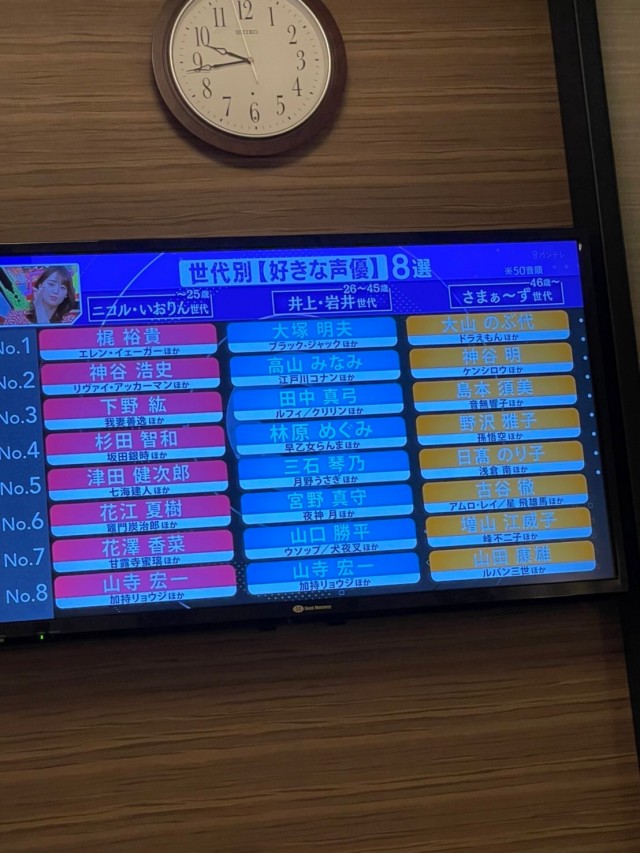 12
1
2
3
4
5
6
7
8
9
10
11
SEIKO
世代別【好きな声優】8選
※50音順
～25歳
ニコル・いおりん世代
26～45歳
井上・岩井世代
46歳～
さまぁ～ず世代
No.1
梶 裕貴
エレン・イェーガーほか
大塚 明夫
ブラック・ジャックほか
大山 のぶ代
ドラえもんほか
No.2
神谷 浩史
リヴァイ・アッカーマンほか
高山 みなみ
江戸川コナンほか
神谷 明
ケンシロウほか
No.3
下野 紘
我妻善逸ほか
田中 真弓
ルフィ/クリリンほか
島本 須美
音無響子ほか
No.4
杉田 智和
坂田銀時ほか
林原 めぐみ
早乙女らんまほか
野沢 雅子
孫悟空ほか
No.5
津田 健次郎
七海建人ほか
三石 琴乃
月野うさぎほか
日髙 のり子
浅倉 南ほか
No.6
花江 夏樹
竈門炭治郎ほか
宮野 真守
夜神 月ほか
古谷 徹
アムロ・レイ/星 飛雄馬ほか
No.7
花澤 香菜
甘露寺蜜璃ほか
山口 勝平
ウソップ/犬夜叉ほか
増山 江威子
峰不二子ほか
No.8
山寺 宏一
加持リョウジほか
山寺 宏一
加持リョウジほか
山田 康雄
ルパン三世ほか